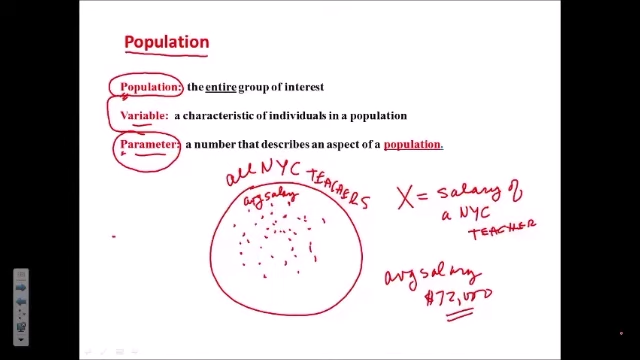 Population
Population: the entire group of interest
Variable: a characteristic of individuals in a population
Parameter: a number that describes an aspect of a population.
all NYC TEACHERS
avg salary
X = salary of
a NYC
TEACHER
avg salary
$72,000